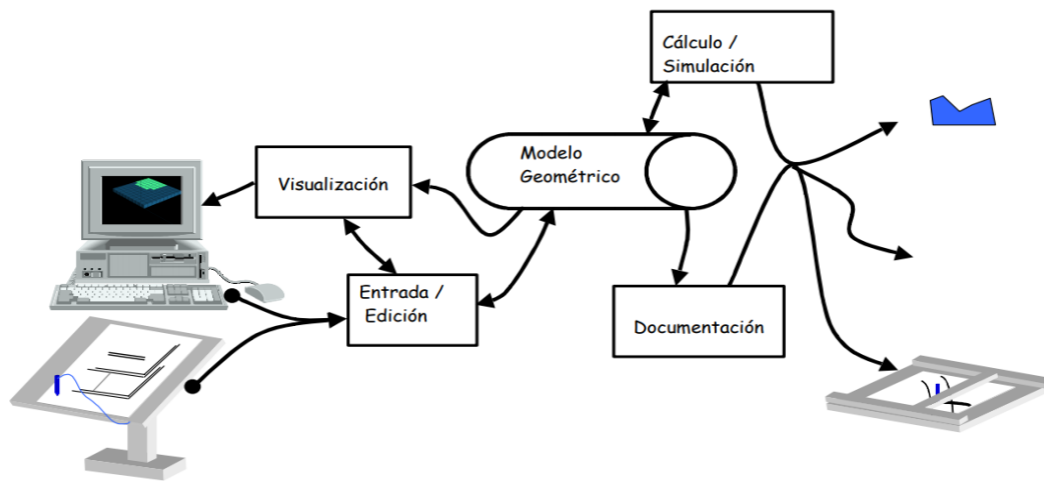 Cálculo /
Simulación
Modelo
Geométrico
Visualización
Entrada /
Edición
Documentación